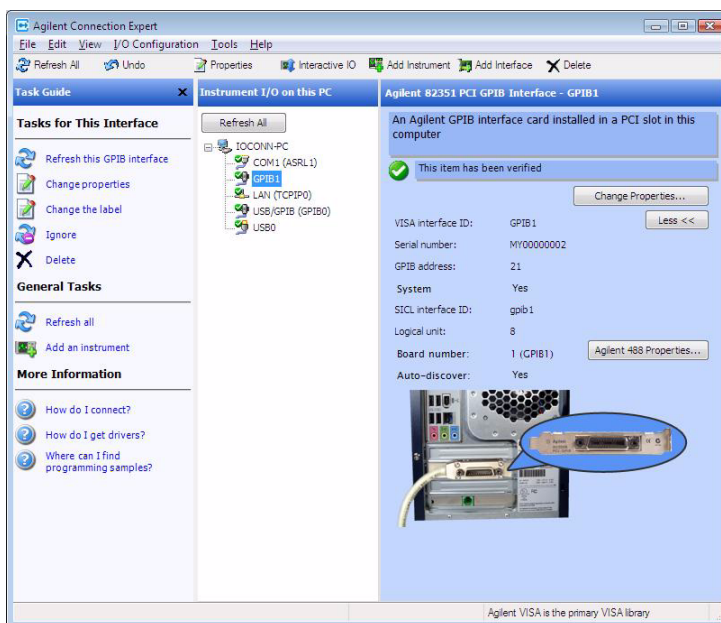 Agilent Connection Expert
File Edit View I/O Configuration Tools Help
Refresh All Undo Properties Interactive IO Add Instrument Add Interface Delete
Task Guide
Tasks for This Interface
Refresh this GPIB interface
Change properties
Change the label
Ignore
Delete
General Tasks
Refresh all
Add an instrument
More Information
How do I connect?
How do I get drivers?
Where can I find
programming samples?
Instrument I/O on this PC
Refresh All
IOCONN-PC
COM1 (ASRL1)
GPIB1
LAN (TCPIP0)
USB/GPIB (GPIB0)
USB0
Agilent 82351 PCI GPIB Interface - GPIB1
An Agilent GPIB interface card installed in a PCI slot in this
computer
This item has been verified
Change Properties...
VISA interface ID: GPIB1
Less <<
Serial number: MY00000002
GPIB address: 21
System Yes
SICL interface ID: gpib1
Logical unit: 8
Board number: 1 (GPIB1)
Agilent 488 Properties...
Auto-discover: Yes
Agilent VISA is the primary VISA library